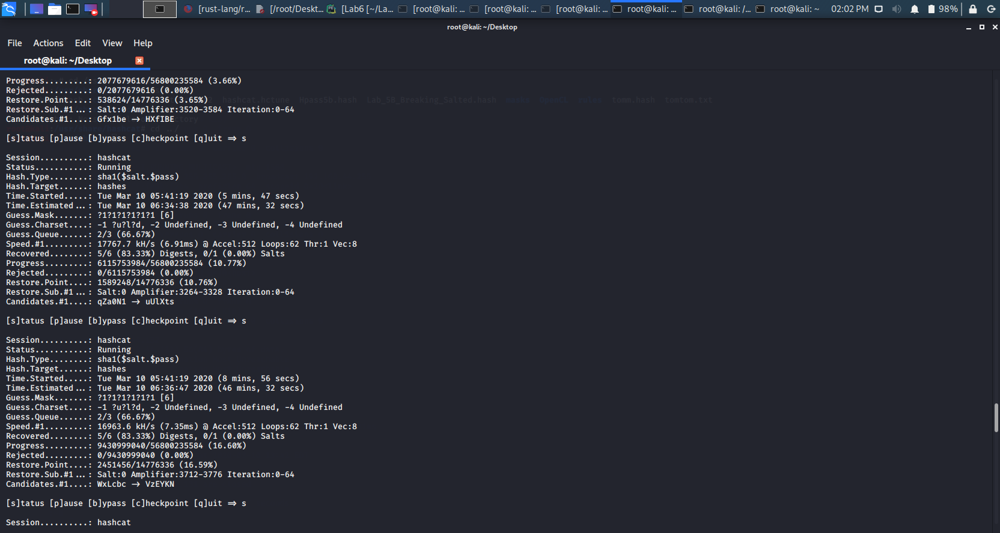 [rust-lang/r... [/root/Deskt... [Lab6 [~/La... [root@kali: ... [root@kali: ... [root@kali: ... root@kali: ... root@kali: /... root@kali: ~ 02:02 PM 98%
root@kali: ~/Desktop
File Actions Edit View Help
root@kali: ~/Desktop
Progress.........: 2077679616/56800235584 (3.66%)
Rejected.........: 0/2077679616 (0.00%)
Restore.Point....: 538624/14776336 (3.65%) hashcat.hctune Hpass5b.hash Lab_5B_Breaking_Salted.hash rules tomm.hash tomtom.txt
Restore.Sub.#1...: Salt:0 Amplifier:3520-3584 Iteration:0-64
Candidates.#1....: Gfx1be -> HXfIBE
[s]tatus [p]ause [b]ypass [c]heckpoint [q]uit => s
Session..........: hashcat
Status...........: Running
Hash.Type........: sha1($salt.$pass)
Hash.Target......: hashes
Time.Started.....: Tue Mar 10 05:41:19 2020 (5 mins, 47 secs)
Time.Estimated...: Tue Mar 10 06:34:38 2020 (47 mins, 32 secs)
Guess.Mask.......: ?1?1?1?1?1?1 [6]
Guess.Charset....: -1 ?u?l?d, -2 Undefined, -3 Undefined, -4 Undefined
Guess.Queue......: 2/3 (66.67%)
Speed.#1.........: 17767.7 kH/s (6.91ms) @ Accel:512 Loops:62 Thr:1 Vec:8
Recovered........: 5/6 (83.33%) Digests, 0/1 (0.00%) Salts
Progress.........: 6115753984/56800235584 (10.77%)
Rejected.........: 0/6115753984 (0.00%)
Restore.Point....: 1589248/14776336 (10.76%)
Restore.Sub.#1...: Salt:0 Amplifier:3264-3328 Iteration:0-64
Candidates.#1....: qZa0N1 -> uUlXts
[s]tatus [p]ause [b]ypass [c]heckpoint [q]uit => s
Session..........: hashcat
Status...........: Running
Hash.Type........: sha1($salt.$pass)
Hash.Target......: hashes
Time.Started.....: Tue Mar 10 05:41:19 2020 (8 mins, 56 secs)
Time.Estimated...: Tue Mar 10 06:36:47 2020 (46 mins, 32 secs)
Guess.Mask.......: ?1?1?1?1?1?1 [6]
Guess.Charset....: -1 ?u?l?d, -2 Undefined, -3 Undefined, -4 Undefined
Guess.Queue......: 2/3 (66.67%)
Speed.#1.........: 16963.6 kH/s (7.35ms) @ Accel:512 Loops:62 Thr:1 Vec:8
Recovered........: 5/6 (83.33%) Digests, 0/1 (0.00%) Salts
Progress.........: 9430999040/56800235584 (16.60%)
Rejected.........: 0/9430999040 (0.00%)
Restore.Point....: 2451456/14776336 (16.59%)
Restore.Sub.#1...: Salt:0 Amplifier:3712-3776 Iteration:0-64
Candidates.#1....: WxLcbc -> VzEYKN
[s]tatus [p]ause [b]ypass [c]heckpoint [q]uit => s
Session..........: hashcat